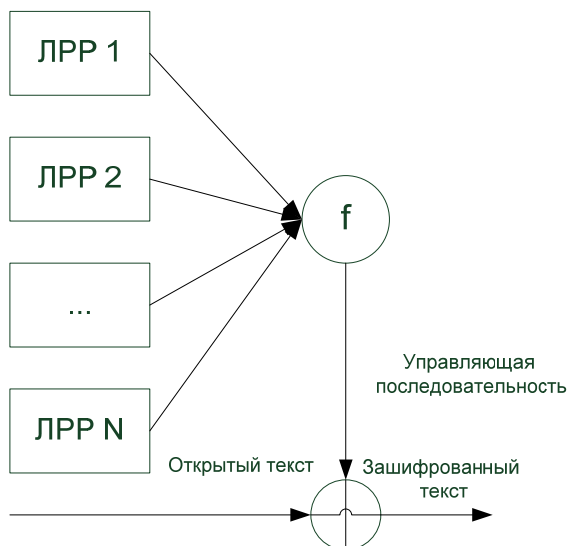 ЛРР 1
ЛРР 2
...
ЛРР N
f
Управляющая
последовательность
Открытый текст
Зашифрованный
текст